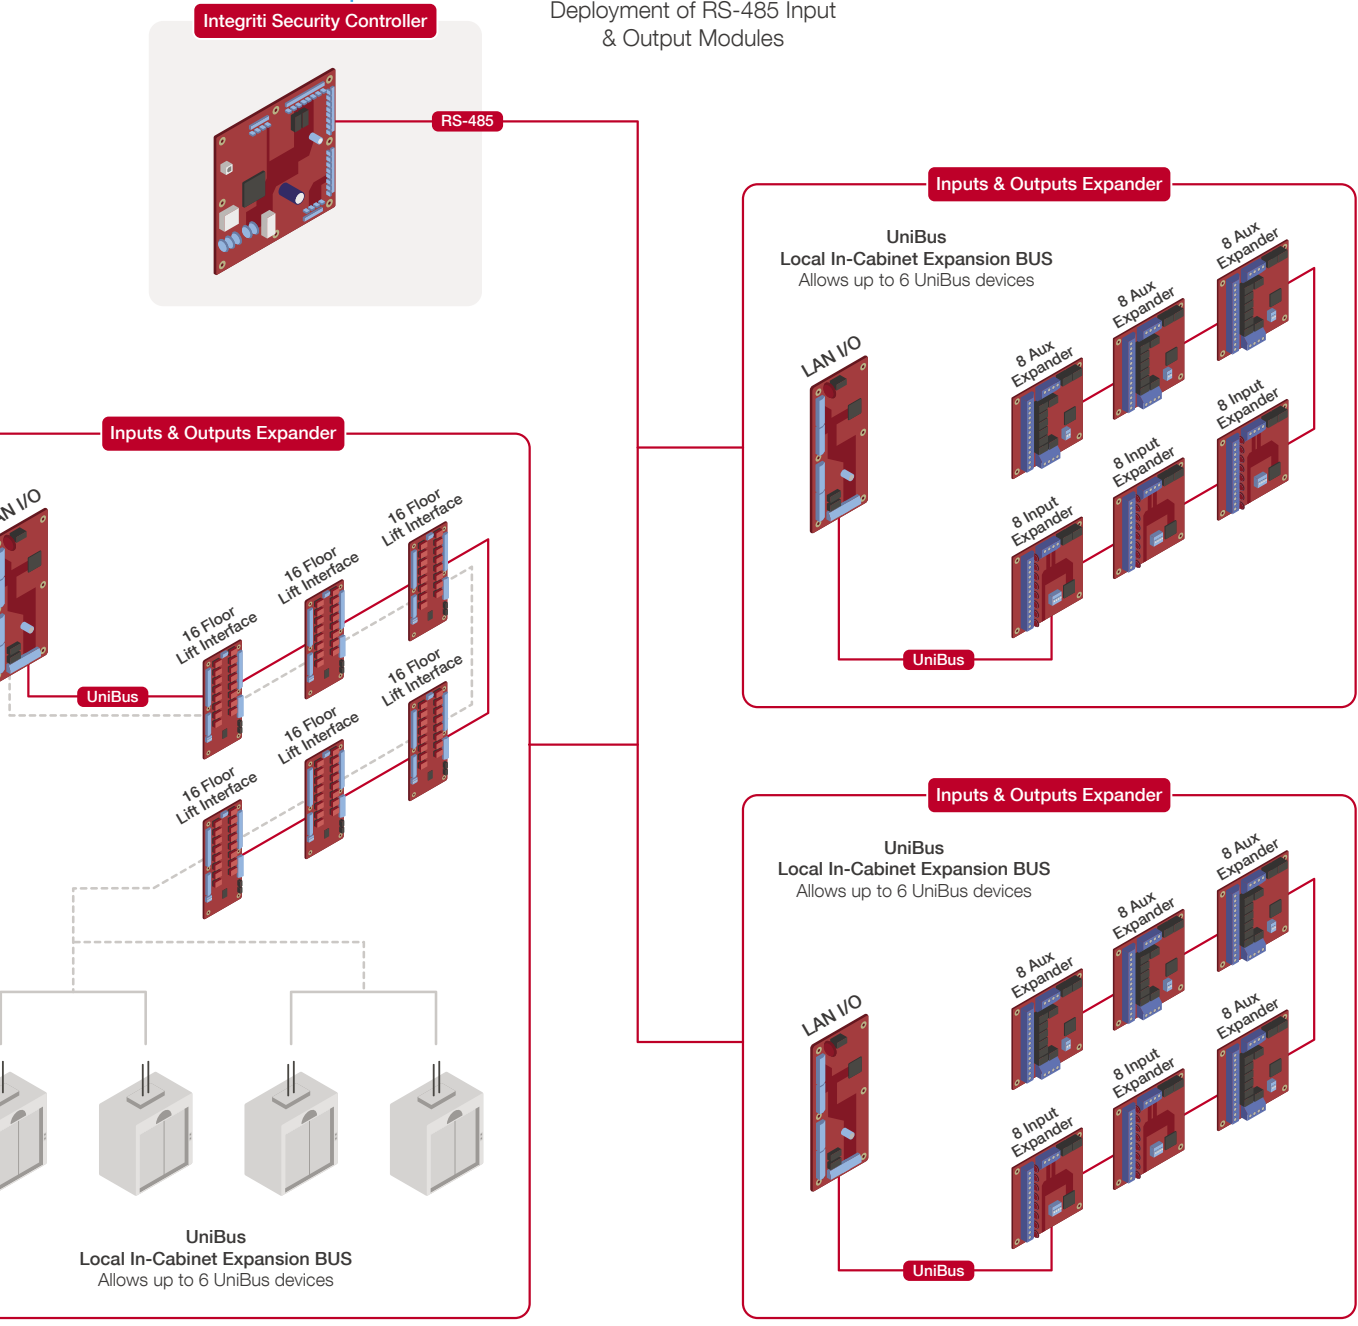 Deployment of RS-485 Input
& Output Modules
Integriti Security Controller
RS-485
Inputs & Outputs Expander
UniBus
Local In-Cabinet Expansion BUS
Allows up to 6 UniBus devices
LAN I/O
8 Aux
Expander
8 Aux
Expander
8 Aux
Expander
8 Input
Expander
8 Input
Expander
8 Input
Expander
UniBus
Inputs & Outputs Expander
AN I/O
16 Floor
Lift Interface
16 Floor
Lift Interface
16 Floor
Lift Interface
16 Floor
Lift Interface
16 Floor
Lift Interface
16 Floor
Lift Interface
UniBus
UniBus
Local In-Cabinet Expansion BUS
Allows up to 6 UniBus devices
Inputs & Outputs Expander
UniBus
Local In-Cabinet Expansion BUS
Allows up to 6 UniBus devices
LAN I/O
8 Aux
Expander
8 Aux
Expander
8 Aux
Expander
8 Aux
Expander
8 Input
Expander
8 Input
Expander
UniBus